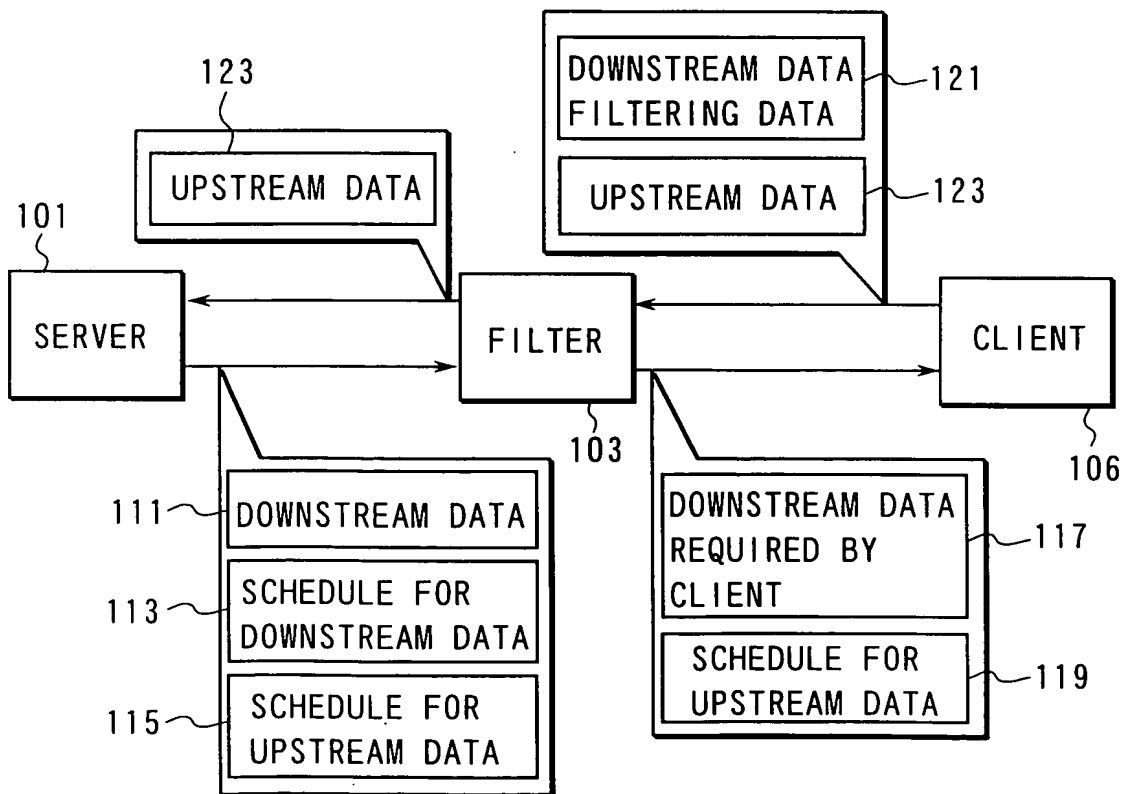 123
UPSTREAM DATA
DOWNSTREAM DATA
FILTERING DATA
121
UPSTREAM DATA
123
101
SERVER
FILTER
103
CLIENT
106
111
DOWNSTREAM DATA
113
SCHEDULE FOR
DOWNSTREAM DATA
115
SCHEDULE FOR
UPSTREAM DATA
DOWNSTREAM DATA
REQUIRED BY
CLIENT
117
SCHEDULE FOR
UPSTREAM DATA
119